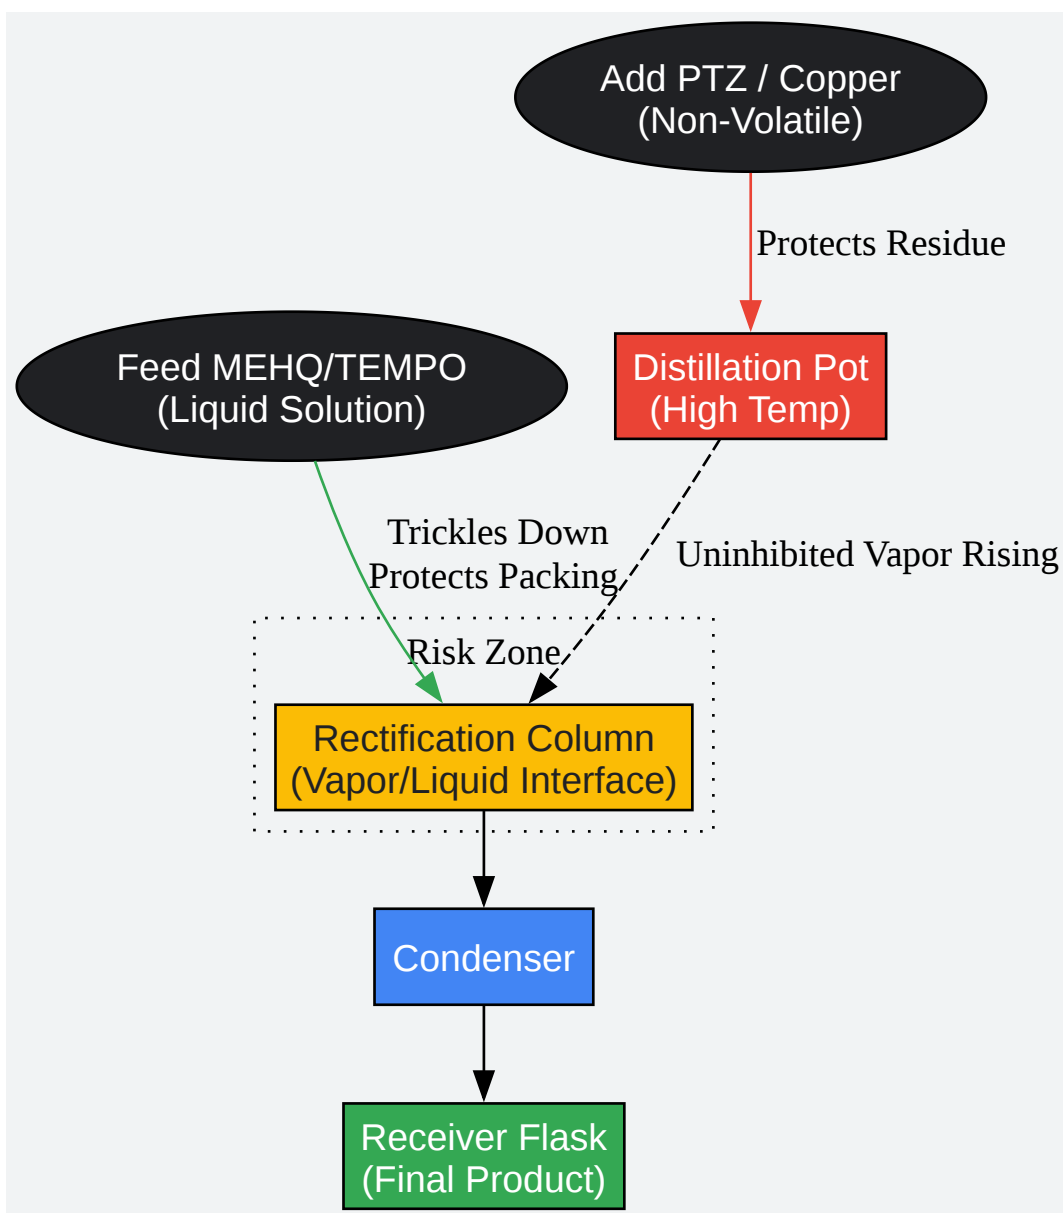 Add PTZ / Copper
(Non-Volatile)
Protects Residue
Feed MEHQ/TEMPO
(Liquid Solution)
Distillation Pot
(High Temp)
Trickles Down
Protects Packing
Uninhibited Vapor Rising
Risk Zone
Rectification Column
(Vapor/Liquid Interface)
Condenser
Receiver Flask
(Final Product)